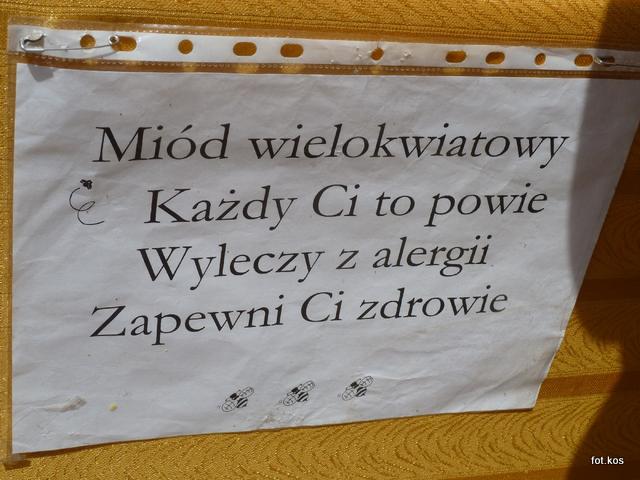 Miód wielokwiatowy
Każdy Ci to powie
Wyleczy z alergii
Zapewni Ci zdrowie
fot.kos